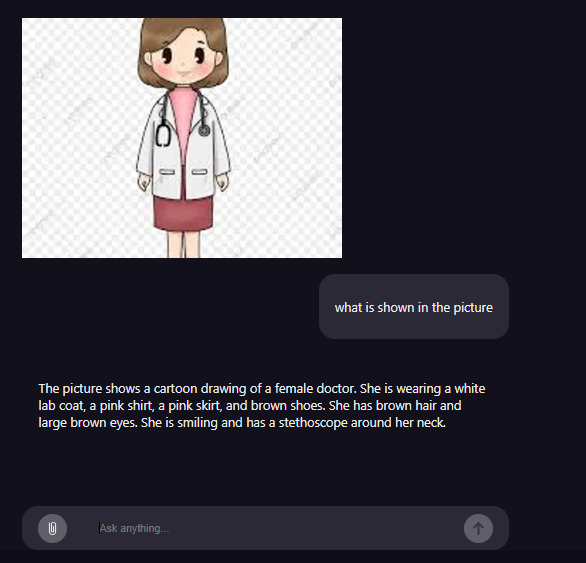 what is shown in the picture
The picture shows a cartoon drawing of a female doctor. She is wearing a white
lab coat, a pink shirt, a pink skirt, and brown shoes. She has brown hair and
large brown eyes. She is smiling and has a stethoscope around her neck.
Ask anything...